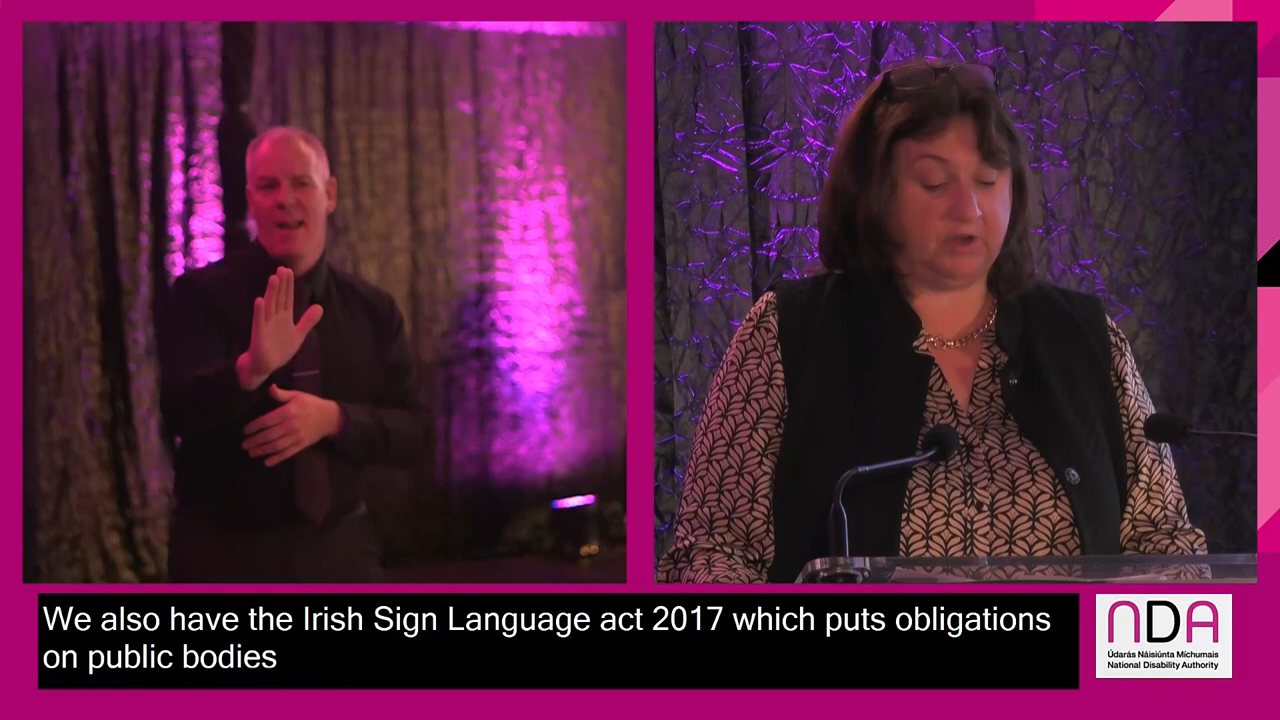 We also have the Irish Sign Language act 2017 which puts obligations
on public bodies
NDA
Údarás Náisiúnta Míchumais
National Disability Authority